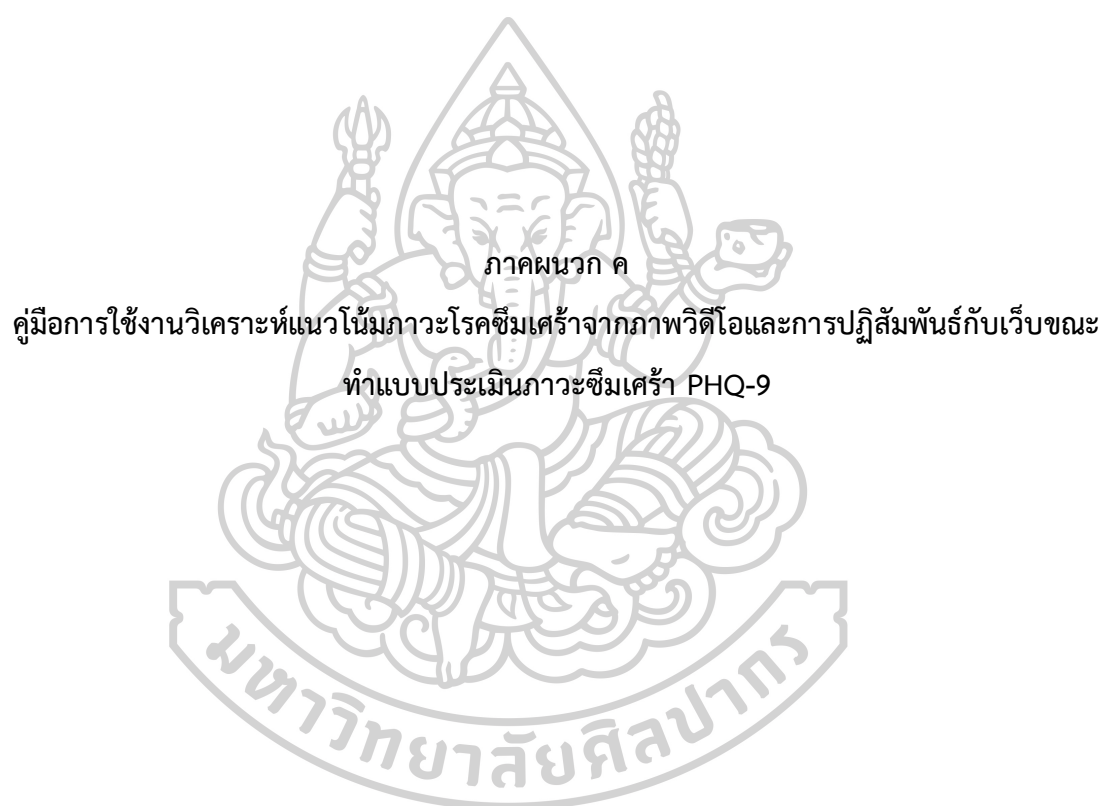 ภาคผนวก ค
คู่มือการใช้งานวิเคราะห์แนวโน้มภาวะโรคซึมเศร้าจากภาพวิดีโอและการปฏิสัมพันธ์กับเว็บขณะ
ทำแบบประเมินภาวะซึมเศร้า PHQ-9
มหาวิทยาลัยศิลปากร